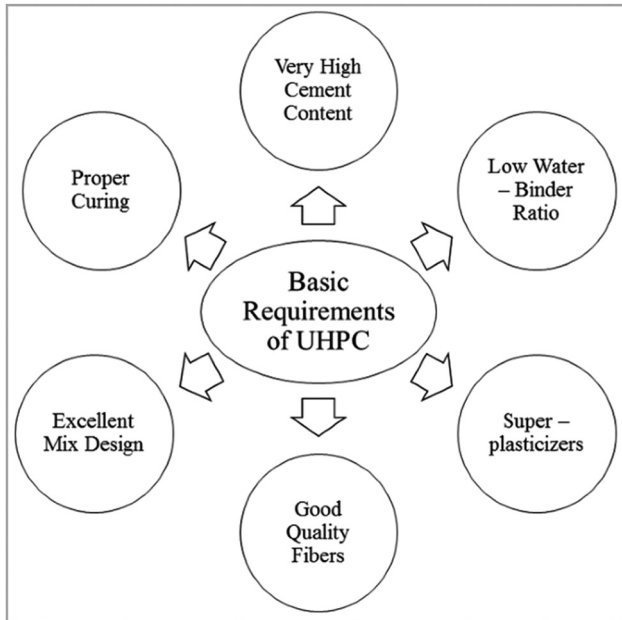 Very High
Cement
Content
Proper
Curing
Low Water
– Binder
Ratio
Basic
Requirements
of UHPC
Excellent
Mix Design
Super –
plasticizers
Good
Quality
Fibers